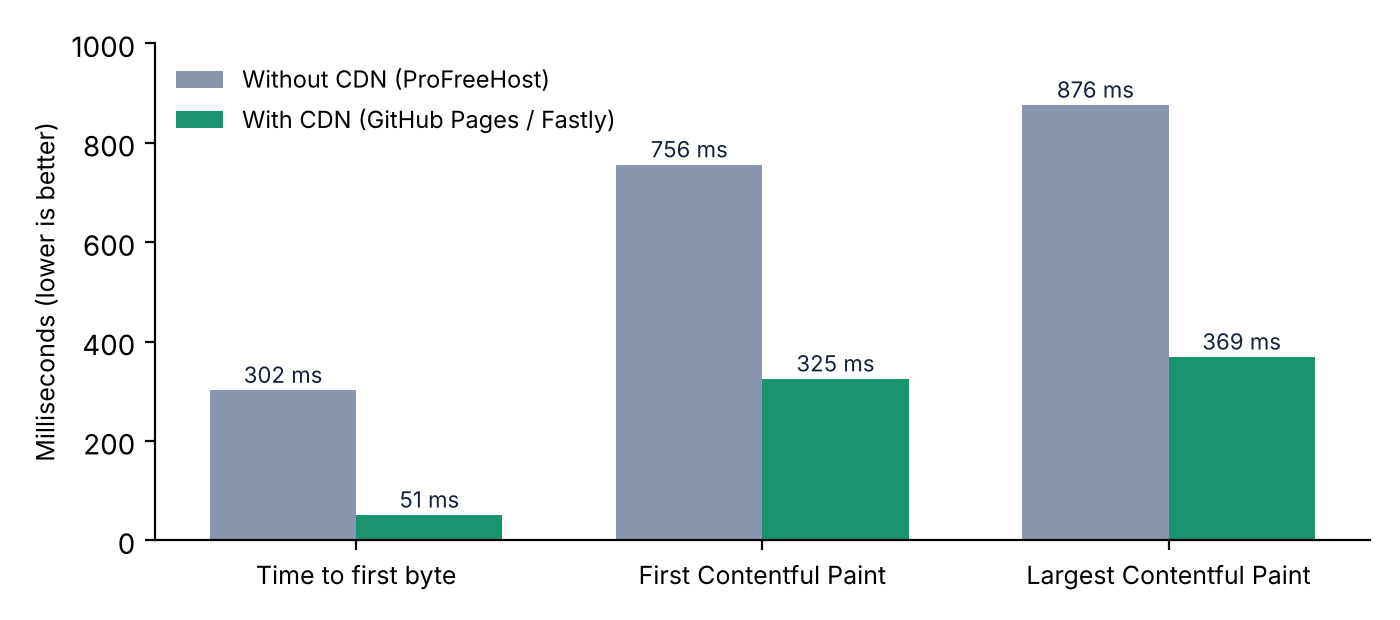 Milliseconds (lower is better)
1000
800
600
400
200
0
Without CDN (ProFreeHost)
With CDN (GitHub Pages / Fastly)
302 ms
51 ms
756 ms
325 ms
876 ms
369 ms
Time to first byte
First Contentful Paint
Largest Contentful Paint